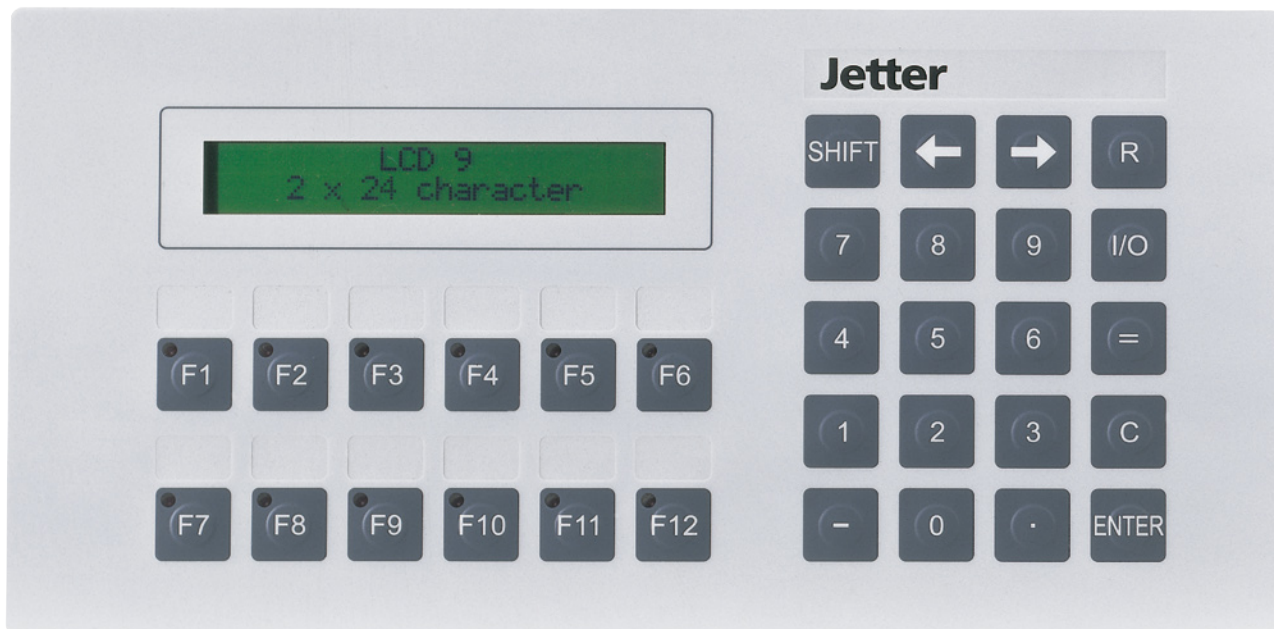 Jetter
LCD 9
2 x 24 character
SHIFT ← → R
7 8 9 I/O
4 5 6 =
1 2 3 C
- 0 . ENTER
F1 F2 F3 F4 F5 F6
F7 F8 F9 F10 F11 F12